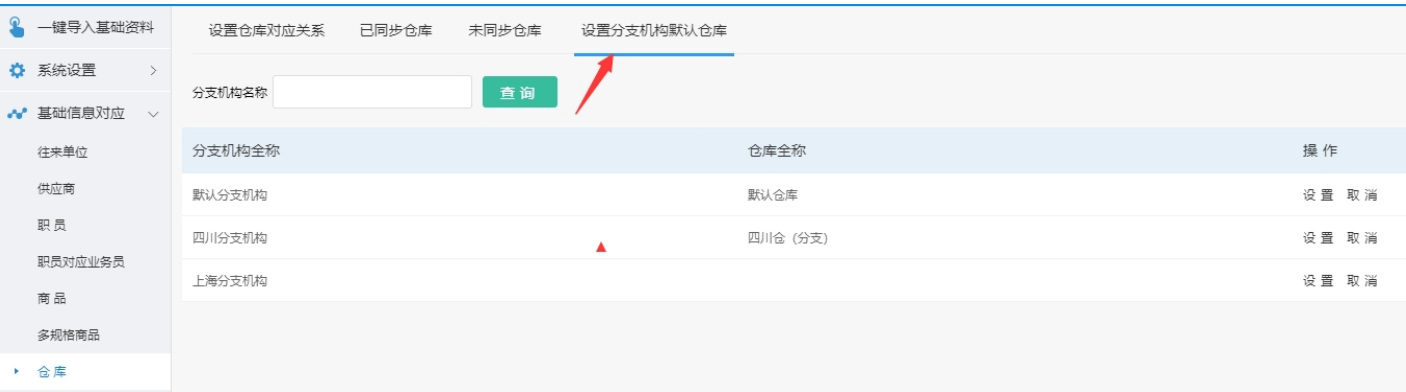 一键导入基础资料
系统设置
基础信息对应
往来单位
供应商
职员
职员对应业务员
商品
多规格商品
仓库
设置仓库对应关系 已同步仓库 未同步仓库 设置分支机构默认仓库
分支机构名称 查询
分支机构全称 仓库全称 操作
默认分支机构 默认仓库 设置 取消
四川分支机构 四川仓（分支） 设置 取消
上海分支机构 设置 取消